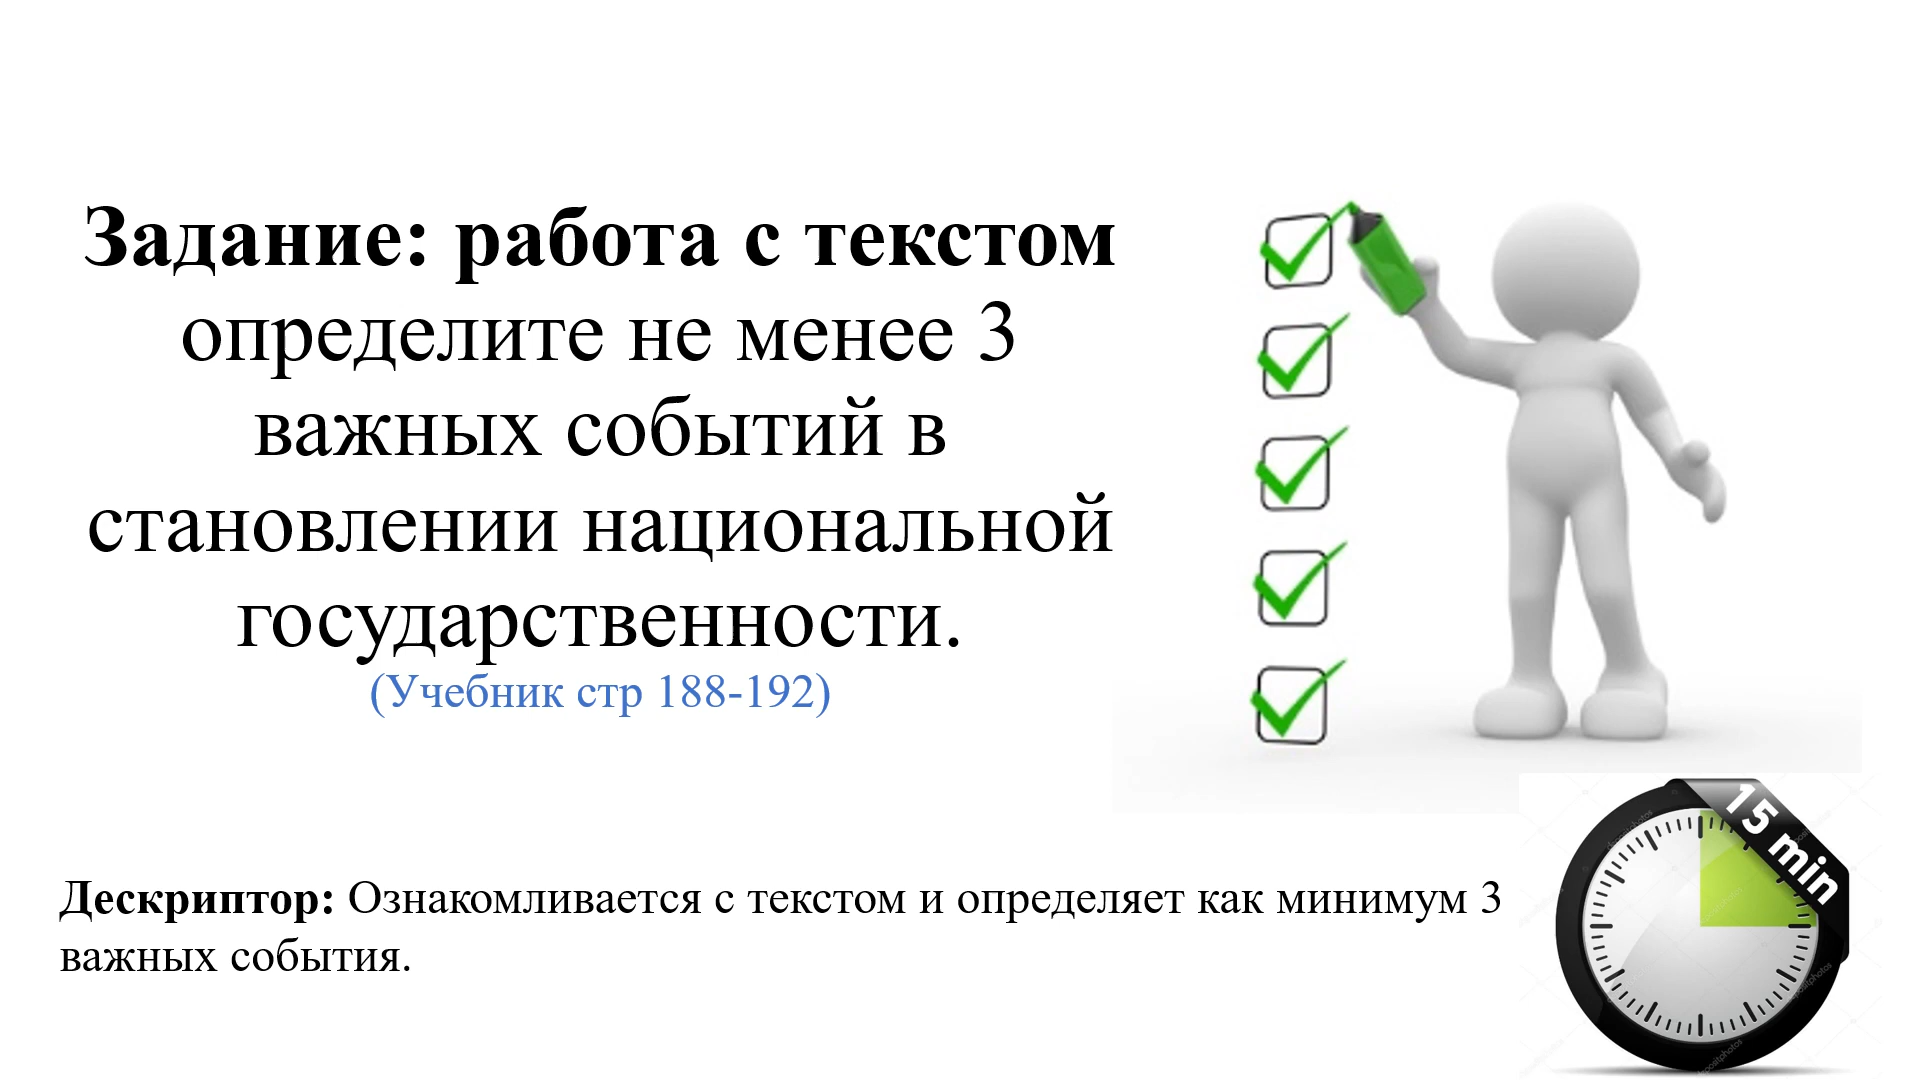 Задание: работа с текстом
определите не менее 3
важных событий в
становлении национальной
государственности.
(Учебник стр 188-192)
15 min
Дескриптор: Ознакомливается с текстом и определяет как минимум 3
важных события.